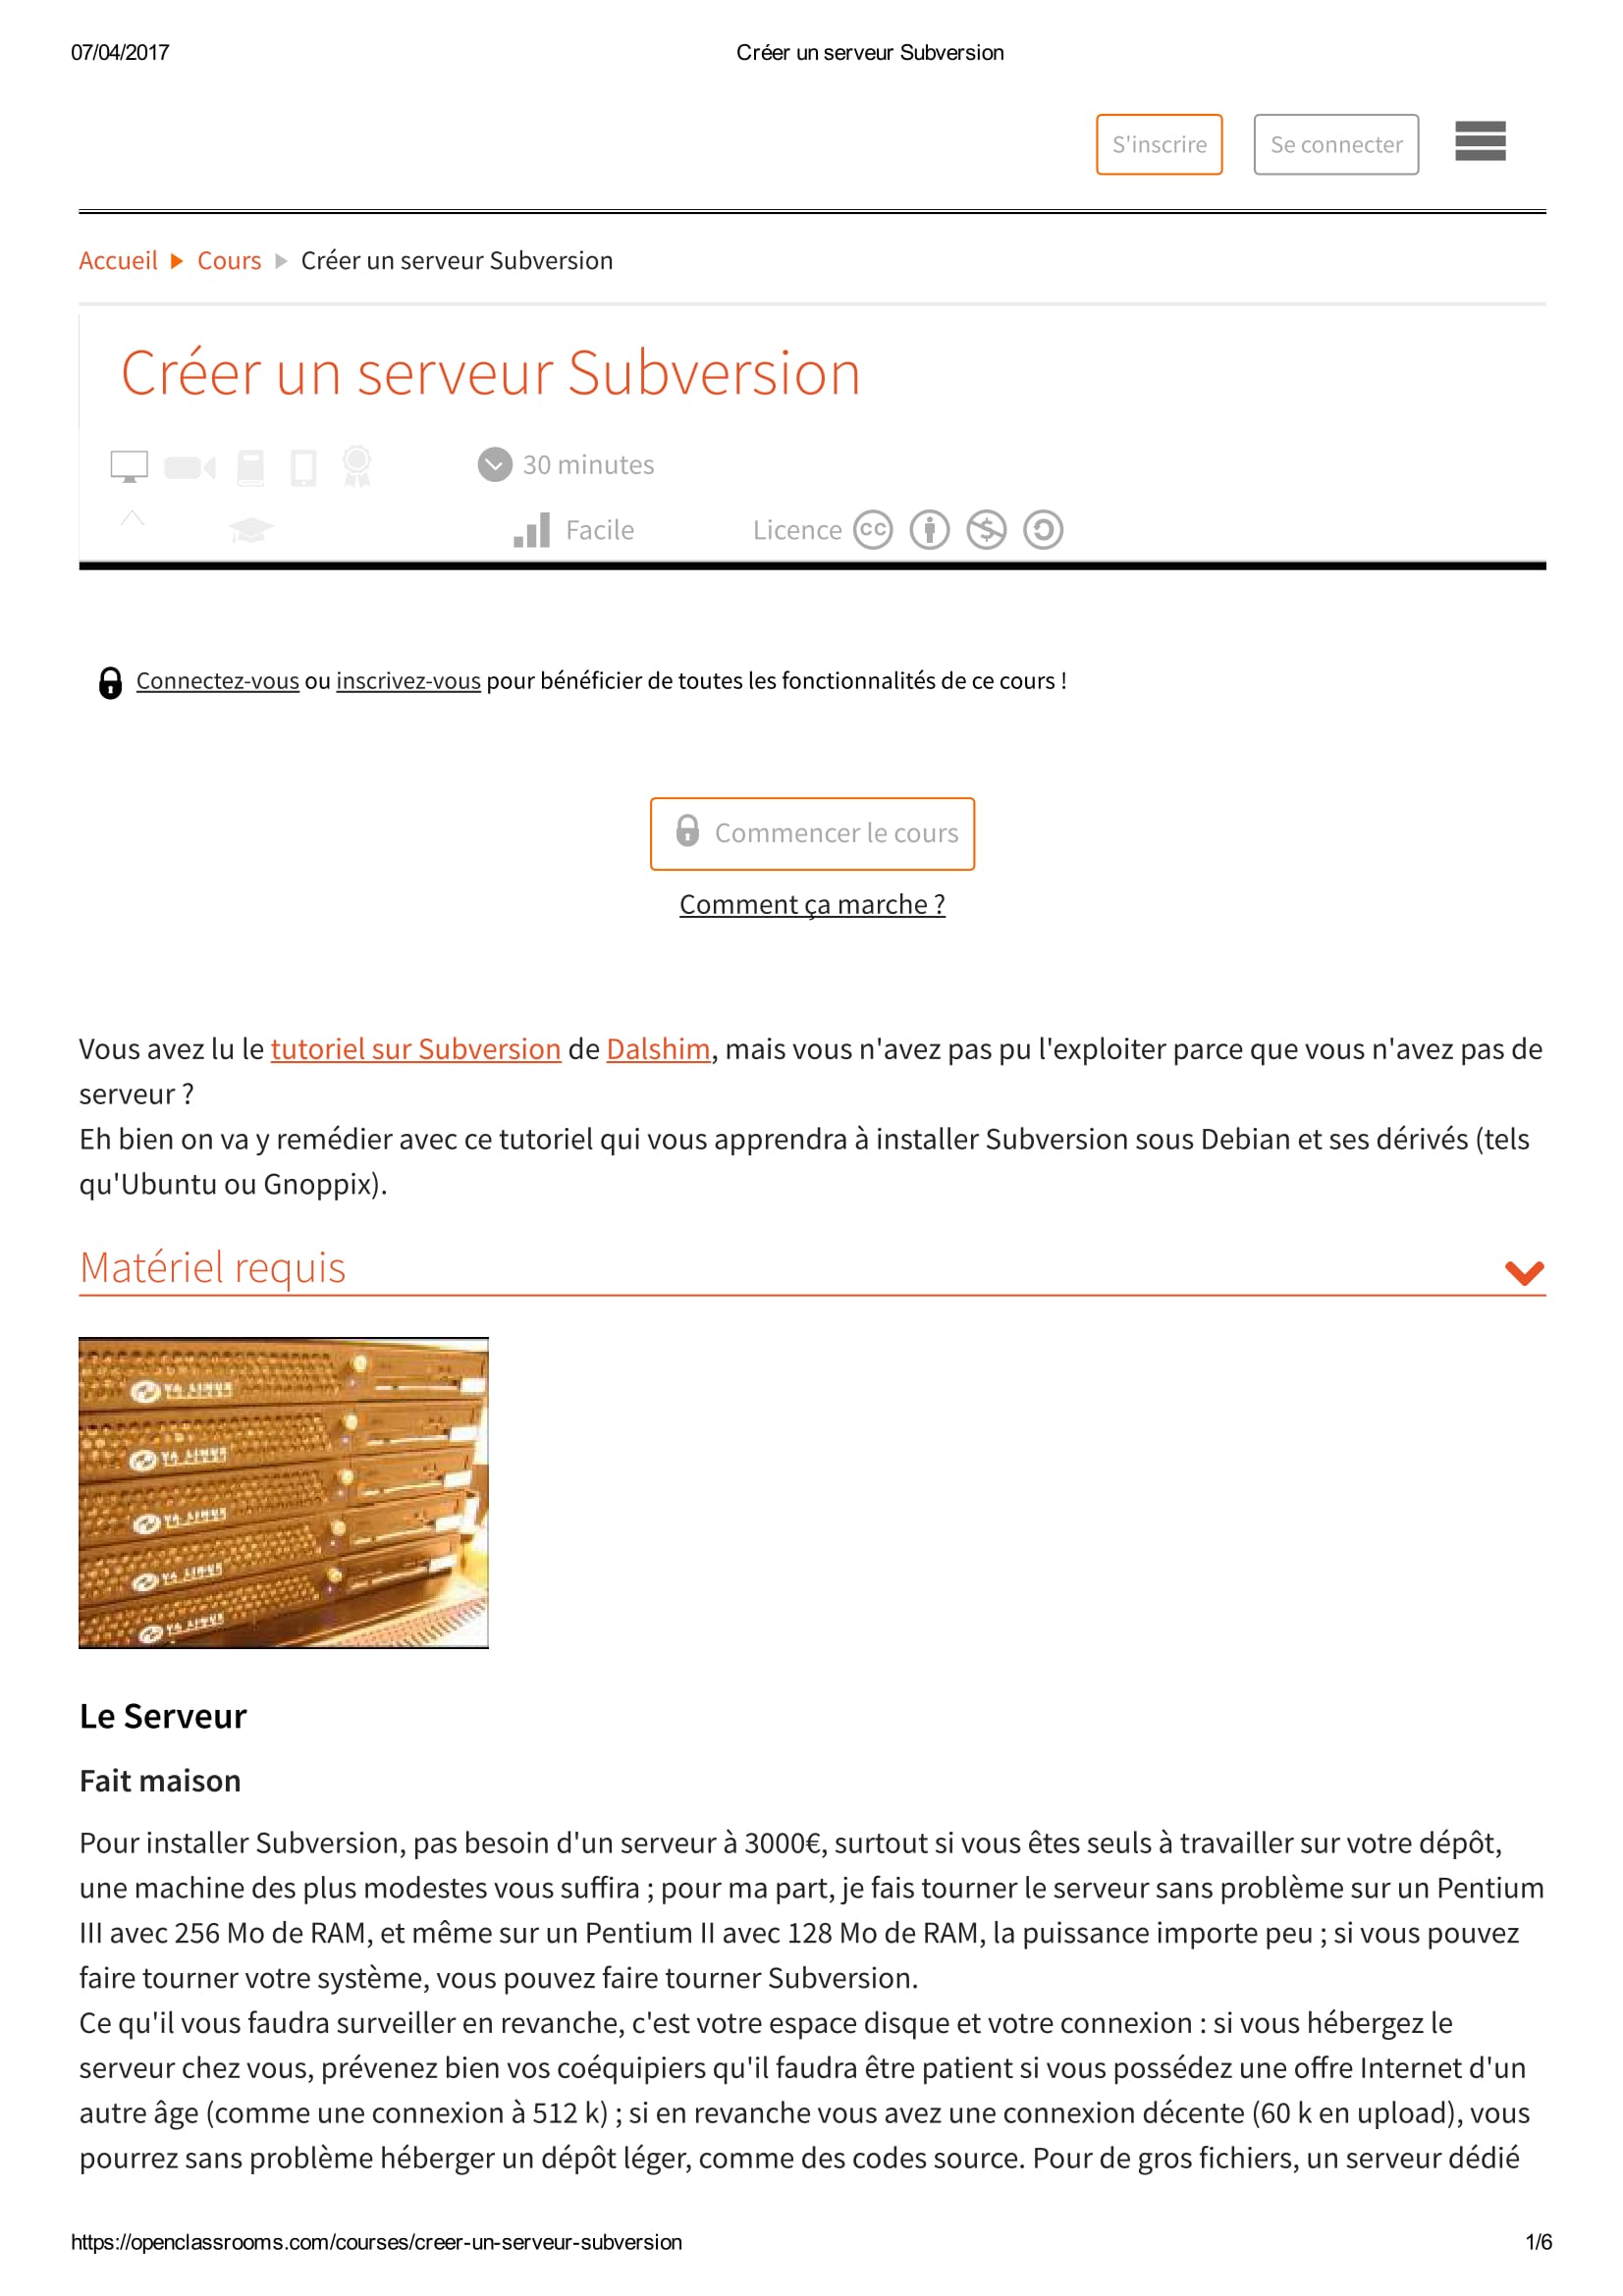 07/04/2017
Créer un serveur Subversion
S'inscrire
Se connecter
Accueil
Cours
Créer un serveur Subversion
Créer un serveur Subversion
30 minutes
Facile
Licence
cc
Connectez-vous ou inscrivez-vous pour bénéficier de toutes les fonctionnalités de ce cours !
Commencer le cours
Comment ça marche ?
Vous avez lu le tutoriel sur Subversion de Dalshim, mais vous n'avez pas pu l'exploiter parce que vous n'avez pas de
serveur ?
Eh bien on va y remédier avec ce tutoriel qui vous apprendra à installer Subversion sous Debian et ses dérivés (tels
qu'Ubuntu ou Gnoppix).
Matériel requis
VA LINUX
VA LINUX
VA LINUX
VA LINUX
VA LINUX
Le Serveur
Fait maison
Pour installer Subversion, pas besoin d'un serveur à 3000€, surtout si vous êtes seuls à travailler sur votre dépôt,
une machine des plus modestes vous suffira ; pour ma part, je fais tourner le serveur sans problème sur un Pentium
III avec 256 Mo de RAM, et même sur un Pentium II avec 128 Mo de RAM, la puissance importe peu ; si vous pouvez
faire tourner votre système, vous pouvez faire tourner Subversion.
Ce qu'il vous faudra surveiller en revanche, c'est votre espace disque et votre connexion : si vous hébergez le
serveur chez vous, prévenez bien vos coéquipiers qu'il faudra être patient si vous possédez une offre Internet d'un
autre âge (comme une connexion à 512 k) ; si en revanche vous avez une connexion décente (60 k en upload), vous
pourrez sans problème héberger un dépôt léger, comme des codes source. Pour de gros fichiers, un serveur dédié
https://openclassrooms.com/courses/creer-un-serveur-subversion
1/6